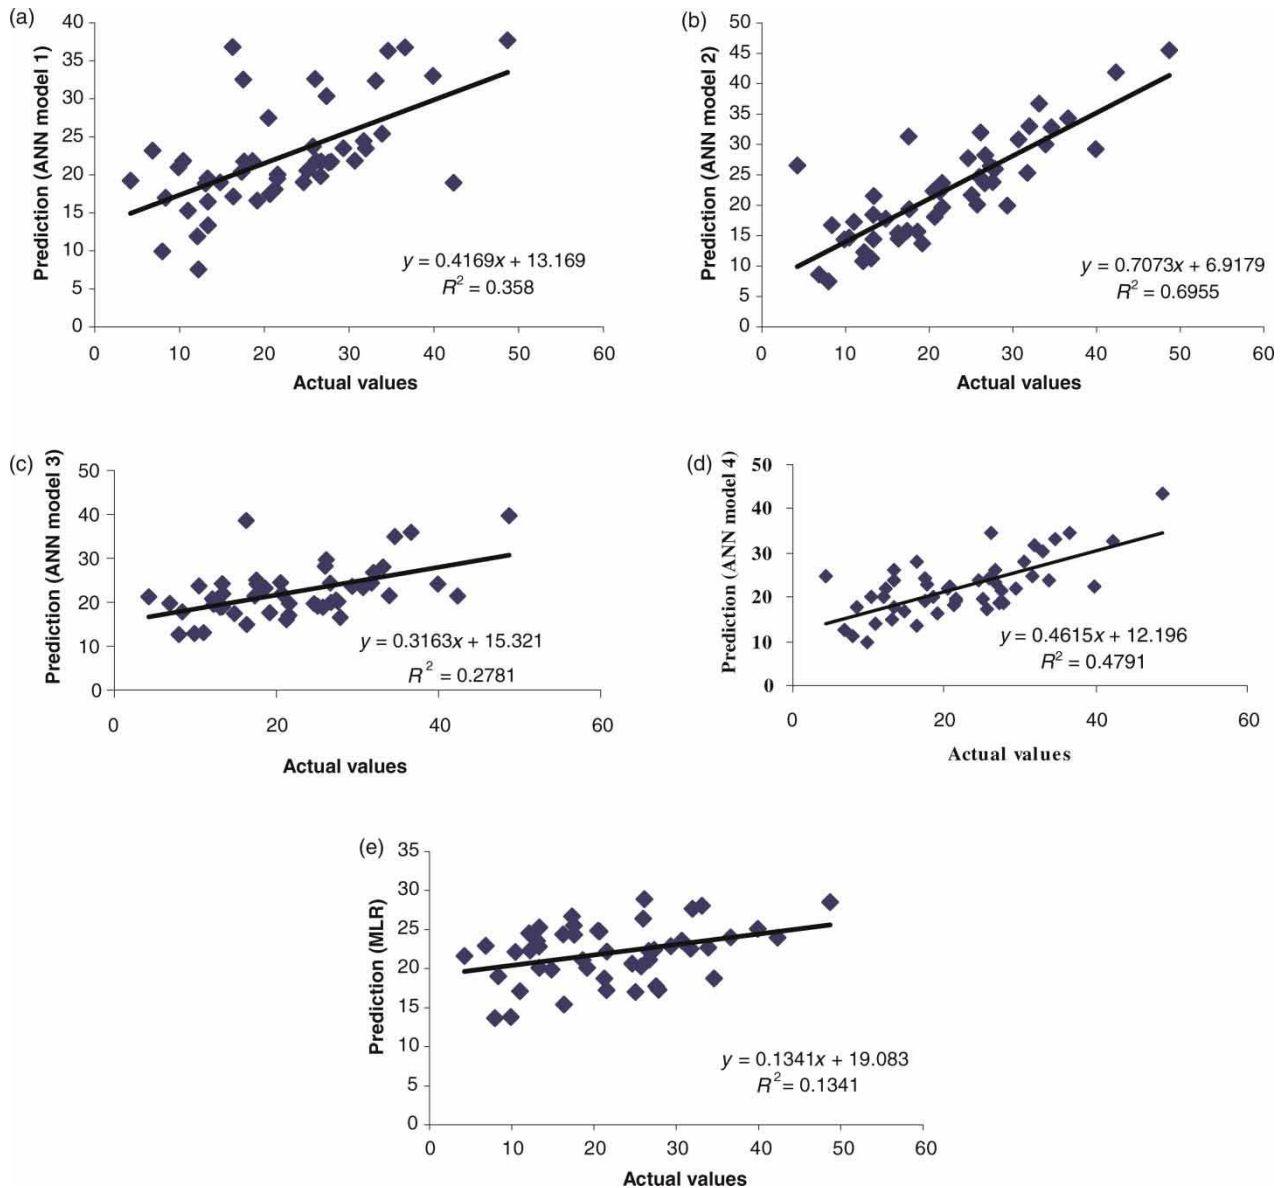 (a)
Prediction (ANN model 1)
40
35
30
25
20
15
10
5
0
y = 0.4169x + 13.169
R² = 0.358
0 10 20 30 40 50 60
Actual values
(b)
Prediction (ANN model 2)
50
45
40
35
30
25
20
15
10
5
0
y = 0.7073x + 6.9179
R² = 0.6955
0 10 20 30 40 50 60
Actual values
(c)
Prediction (ANN model 3)
50
40
30
20
10
0
y = 0.3163x + 15.321
R² = 0.2781
0 20 40 60
Actual values
(d)
Prediction (ANN model 4)
50
40
30
20
10
0
y = 0.4615x + 12.196
R² = 0.4791
0 20 40 60
Actual values
(e)
Prediction (MLR)
35
30
25
20
15
10
5
0
y = 0.1341x + 19.083
R² = 0.1341
0 10 20 30 40 50 60
Actual values